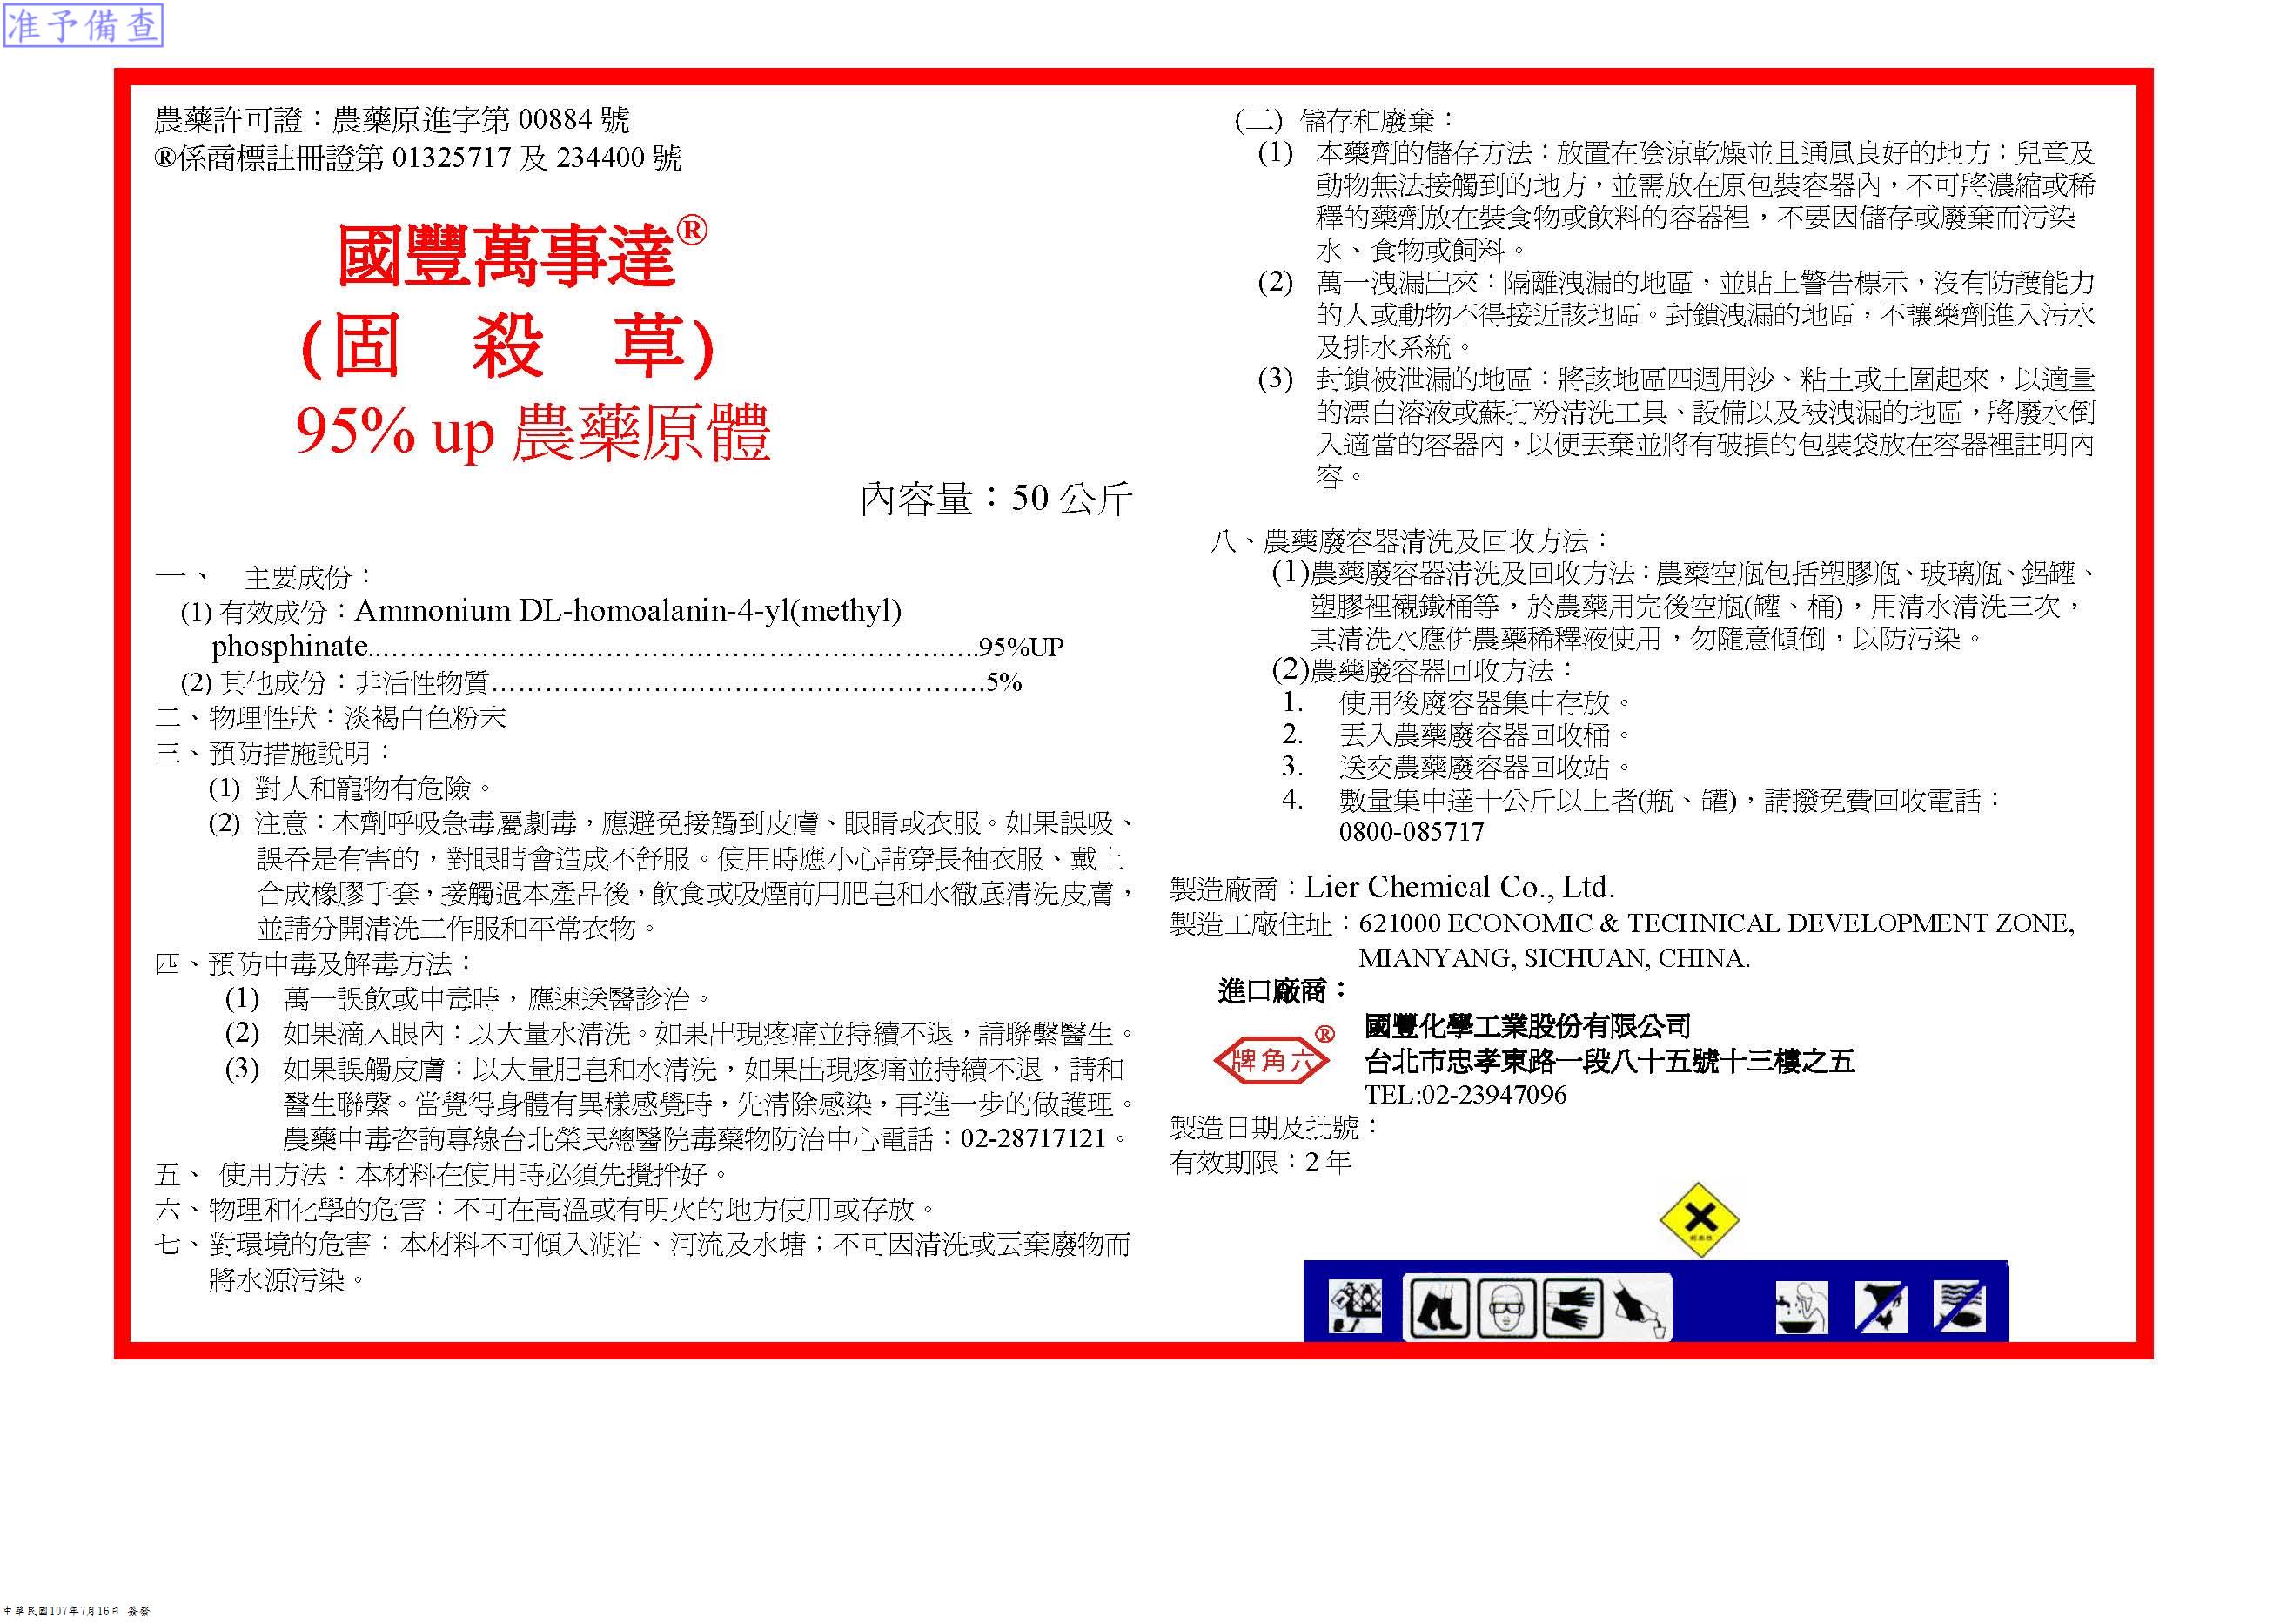 准予備查
農藥許可證：農藥原進字第 00884 號
®係商標註冊證第 01325717 及 234400 號
國豐萬事達®
(固 殺 草)
95% up 農藥原體
內容量：50 公斤
一、 主要成份：
(1) 有效成份：Ammonium DL-homoalanin-4-yl(methyl)
phosphinate……………………………………………………………….95%UP
(2) 其他成份：非活性物質…………………………………………………5%
二、物理性狀：淡褐白色粉末
三、預防措施說明：
(1) 對人和寵物有危險。
(2) 注意：本劑呼吸急毒屬劇毒，應避免接觸到皮膚、眼睛或衣服。如果誤吸、
誤吞是有害的，對眼睛會造成不舒服。使用時應小心請穿長袖衣服、戴上
合成橡膠手套，接觸過本產品後，飲食或吸煙前用肥皂和水徹底清洗皮膚，
並請分開清洗工作服和平常衣物。
四、預防中毒及解毒方法：
(1) 萬一誤飲或中毒時，應速送醫診治。
(2) 如果滴入眼內：以大量水清洗。如果出現疼痛並持續不退，請聯繫醫生。
(3) 如果誤觸皮膚：以大量肥皂和水清洗，如果出現疼痛並持續不退，請和
醫生聯繫。當覺得身體有異樣感覺時，先清除感染，再進一步的做護理。
農藥中毒咨詢專線台北榮民總醫院毒藥物防治中心電話：02-28717121。
五、 使用方法：本材料在使用時必須先攪拌好。
六、物理和化學的危害：不可在高溫或有明火的地方使用或存放。
七、對環境的危害：本材料不可傾入湖泊、河流及水塘；不可因清洗或丟棄廢物而
將水源污染。
(二) 儲存和廢棄：
(1) 本藥劑的儲存方法：放置在陰涼乾燥並且通風良好的地方；兒童及
動物無法接觸到的地方，並需放在原包裝容器內，不可將濃縮或稀
釋的藥劑放在裝食物或飲料的容器裡，不要因儲存或廢棄而污染
水、食物或飼料。
(2) 萬一洩漏出來：隔離洩漏的地區，並貼上警告標示，沒有防護能力
的人或動物不得接近該地區。封鎖洩漏的地區，不讓藥劑進入污水
及排水系統。
(3) 封鎖被泄漏的地區：將該地區四週用沙、粘土或土圍起來，以適量
的漂白溶液或蘇打粉清洗工具、設備以及被洩漏的地區，將廢水倒
入適當的容器內，以便丟棄並將有破損的包裝袋放在容器裡註明內
容。
八、農藥廢容器清洗及回收方法：
(1)農藥廢容器清洗及回收方法：農藥空瓶包括塑膠瓶、玻璃瓶、鋁罐、
塑膠裡襯鐵桶等，於農藥用完後空瓶(罐、桶)，用清水清洗三次，
其清洗水應併農藥稀釋液使用，勿隨意傾倒，以防污染。
(2)農藥廢容器回收方法：
1. 使用後廢容器集中存放。
2. 丟入農藥廢容器回收桶。
3. 送交農藥廢容器回收站。
4. 數量集中達十公斤以上者(瓶、罐)，請撥免費回收電話：
0800-085717
製造廠商：Lier Chemical Co., Ltd.
製造工廠住址：621000 ECONOMIC & TECHNICAL DEVELOPMENT ZONE,
MIANYANG, SICHUAN, CHINA.
進口廠商：
牌角六®
國豐化學工業股份有限公司
台北市忠孝東路一段八十五號十三樓之五
TEL:02-23947096
製造日期及批號：
有效期限：2 年
中華民國107年7月16日 簽發